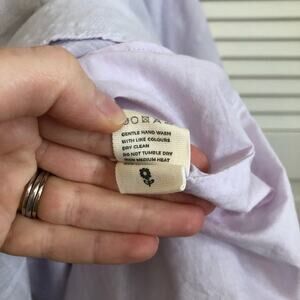 GENTLE HAND WASH
WITH LIKE COLOURS
DRY CLEAN
DO NOT TUMBLE DRY
IRON MEDIUM HEAT